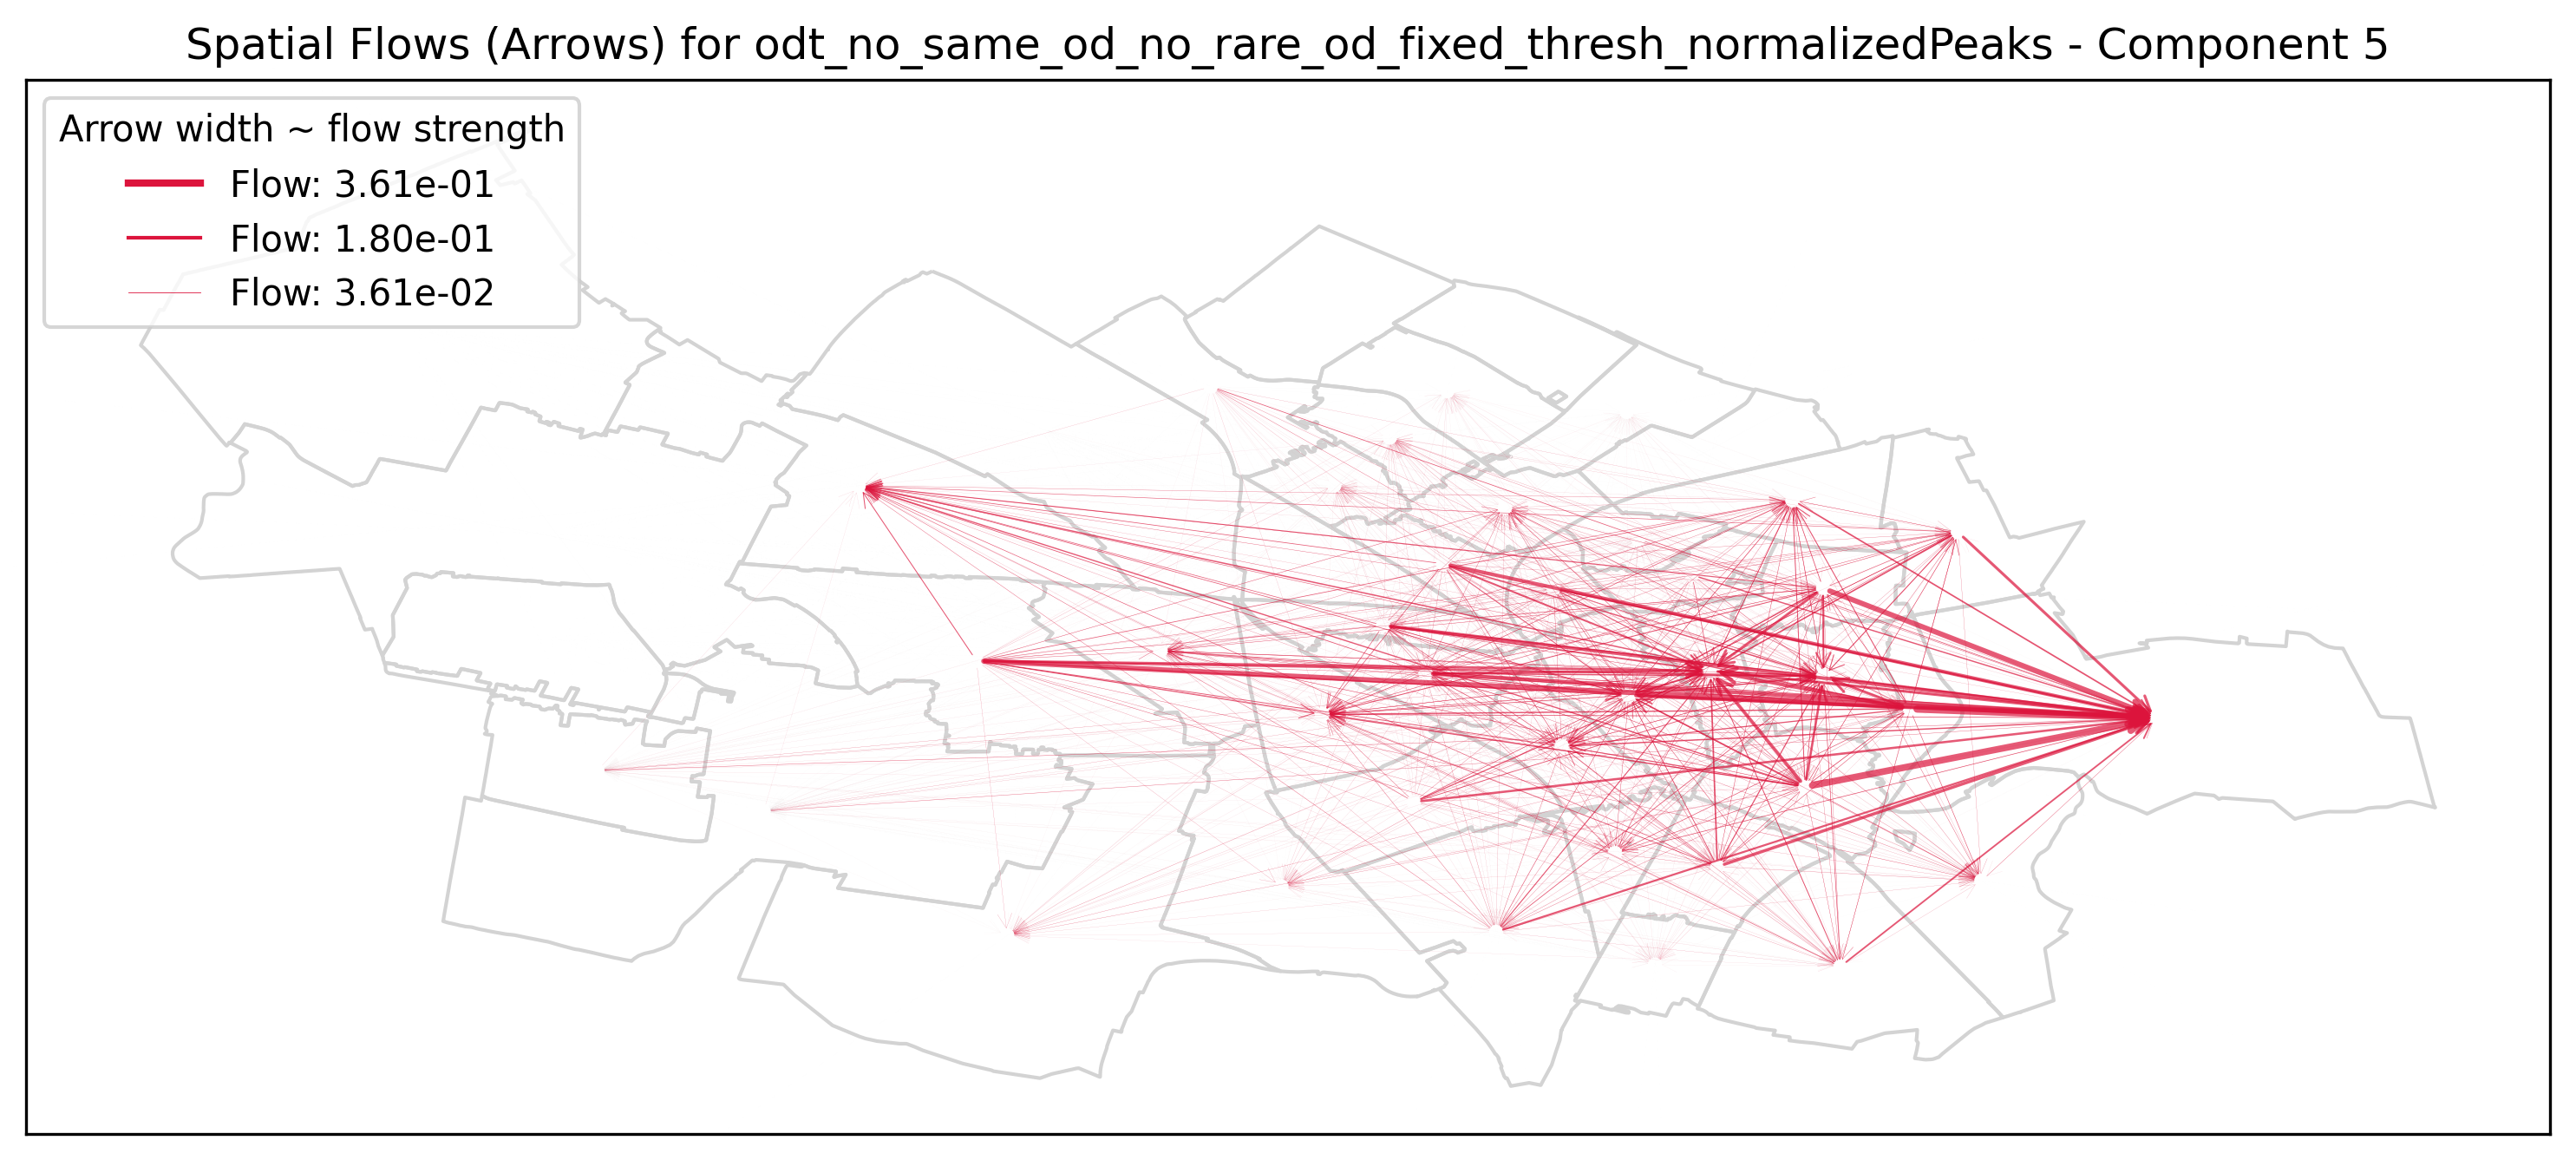 Spatial Flows (Arrows) for odt_no_same_od_no_rare_od_fixed_thresh_normalizedPeaks - Component 5
Arrow width ~ flow strength
Flow: 3.61e-01
Flow: 1.80e-01
Flow: 3.61e-02